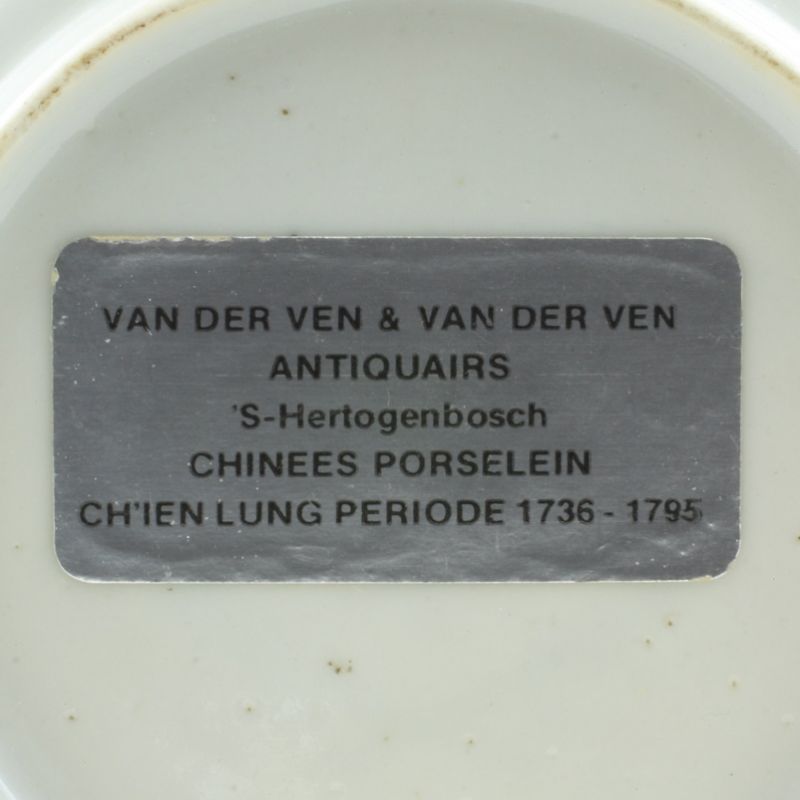 VAN DER VEN & VAN DER VEN
ANTIQUAIRS
'S-Hertogenbosch
CHINEES PORSELEIN
CH'IEN LUNG PERIODE 1736 - 1795